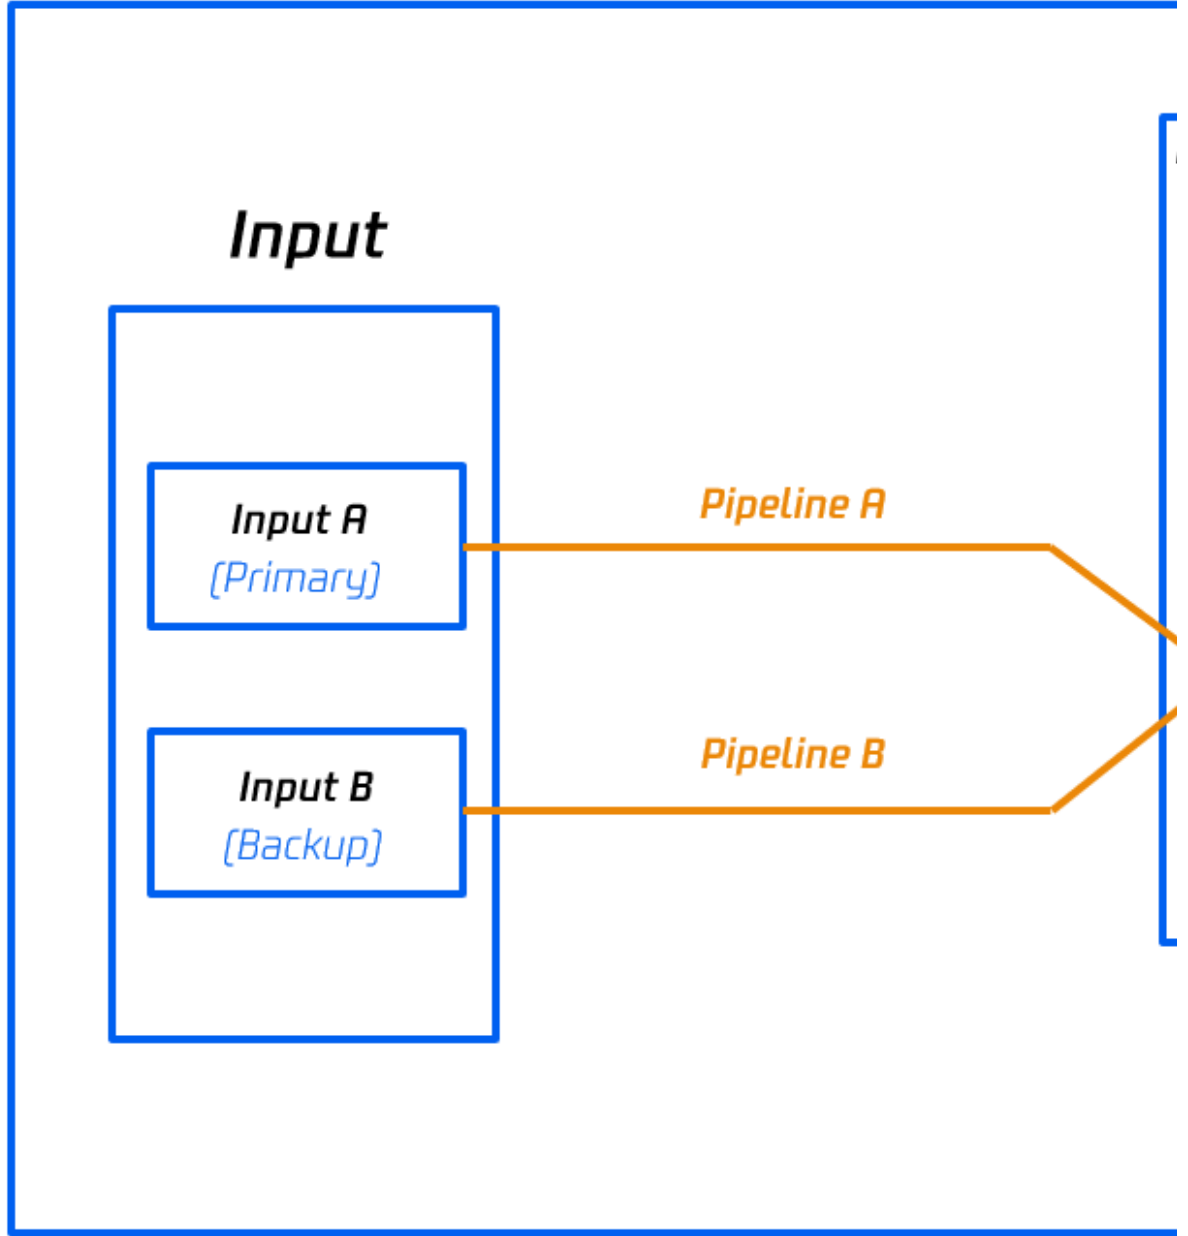 Input
Input A
(Primary)
Pipeline A
Pipeline B
Input B
(Backup)